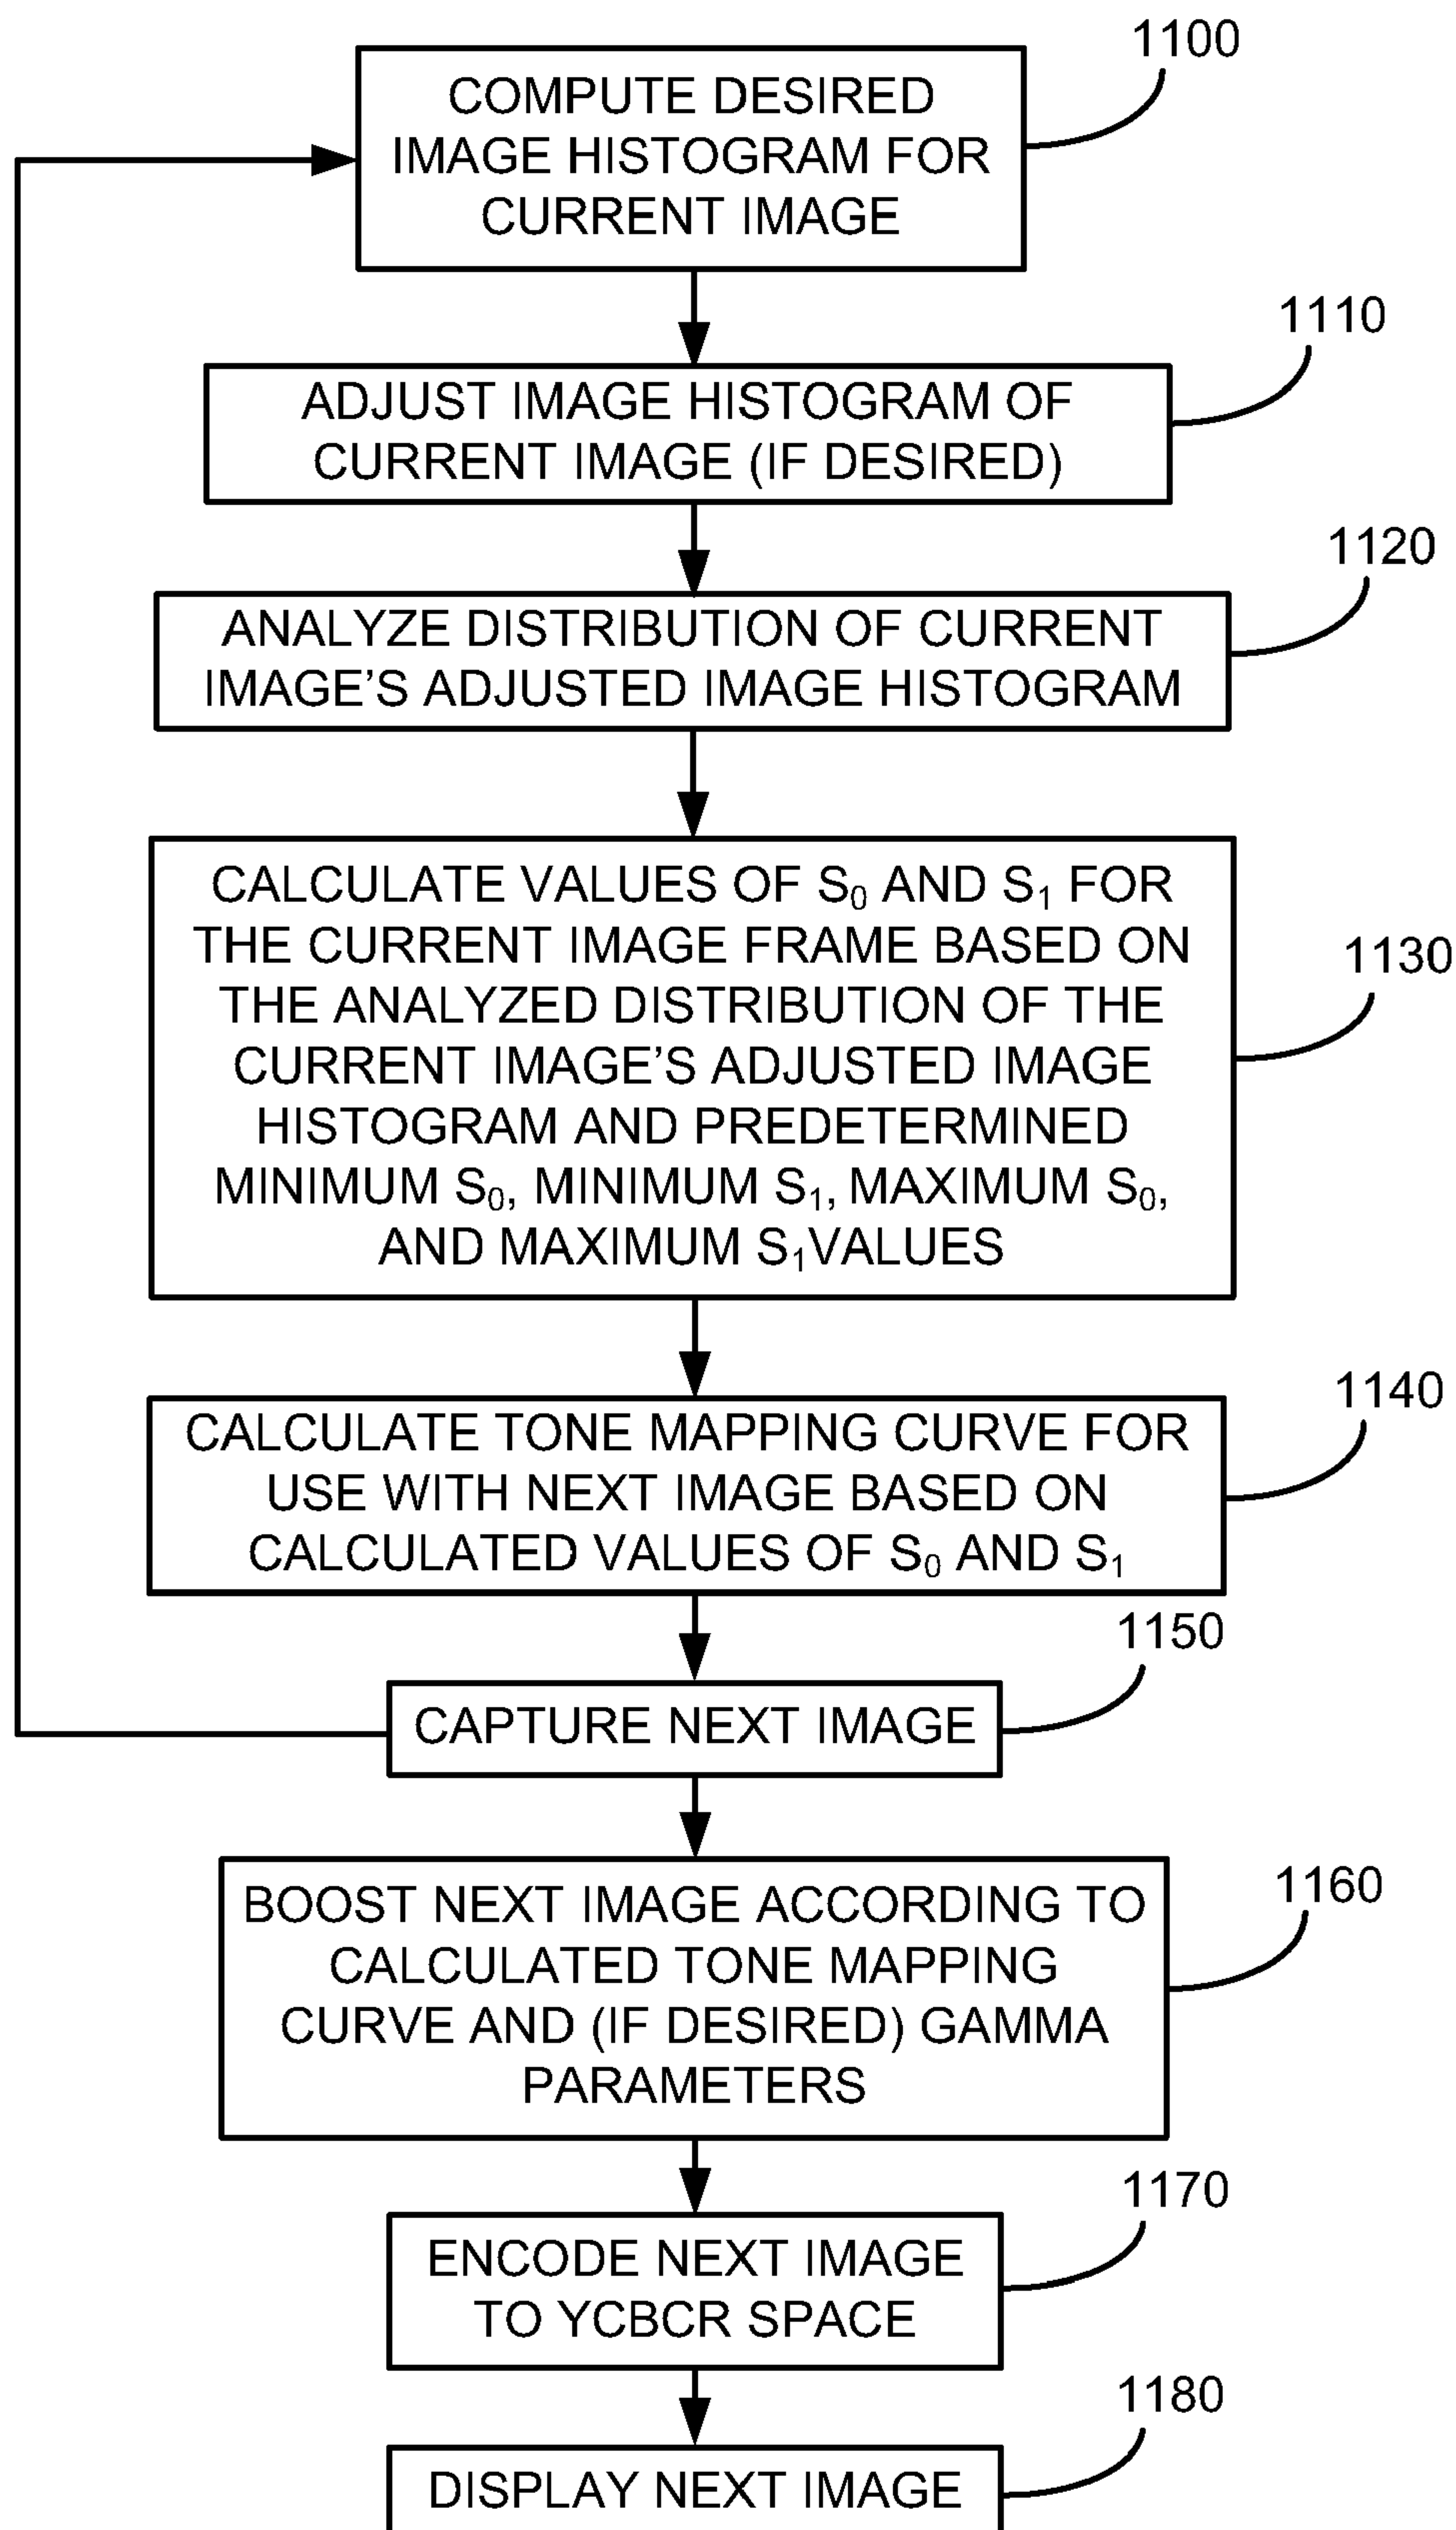 1100
COMPUTE DESIRED
IMAGE HISTOGRAM FOR
CURRENT IMAGE
1110
ADJUST IMAGE HISTOGRAM OF
CURRENT IMAGE (IF DESIRED)
1120
ANALYZE DISTRIBUTION OF CURRENT
IMAGE’S ADJUSTED IMAGE HISTOGRAM
1130
CALCULATE VALUES OF S₀ AND S₁ FOR
THE CURRENT IMAGE FRAME BASED ON
THE ANALYZED DISTRIBUTION OF THE
CURRENT IMAGE’S ADJUSTED IMAGE
HISTOGRAM AND PREDETERMINED
MINIMUM S₀, MINIMUM S₁, MAXIMUM S₀,
AND MAXIMUM S₁VALUES
1140
CALCULATE TONE MAPPING CURVE FOR
USE WITH NEXT IMAGE BASED ON
CALCULATED VALUES OF S₀ AND S₁
1150
CAPTURE NEXT IMAGE
1160
BOOST NEXT IMAGE ACCORDING TO
CALCULATED TONE MAPPING
CURVE AND (IF DESIRED) GAMMA
PARAMETERS
1170
ENCODE NEXT IMAGE
TO YCBCR SPACE
1180
DISPLAY NEXT IMAGE